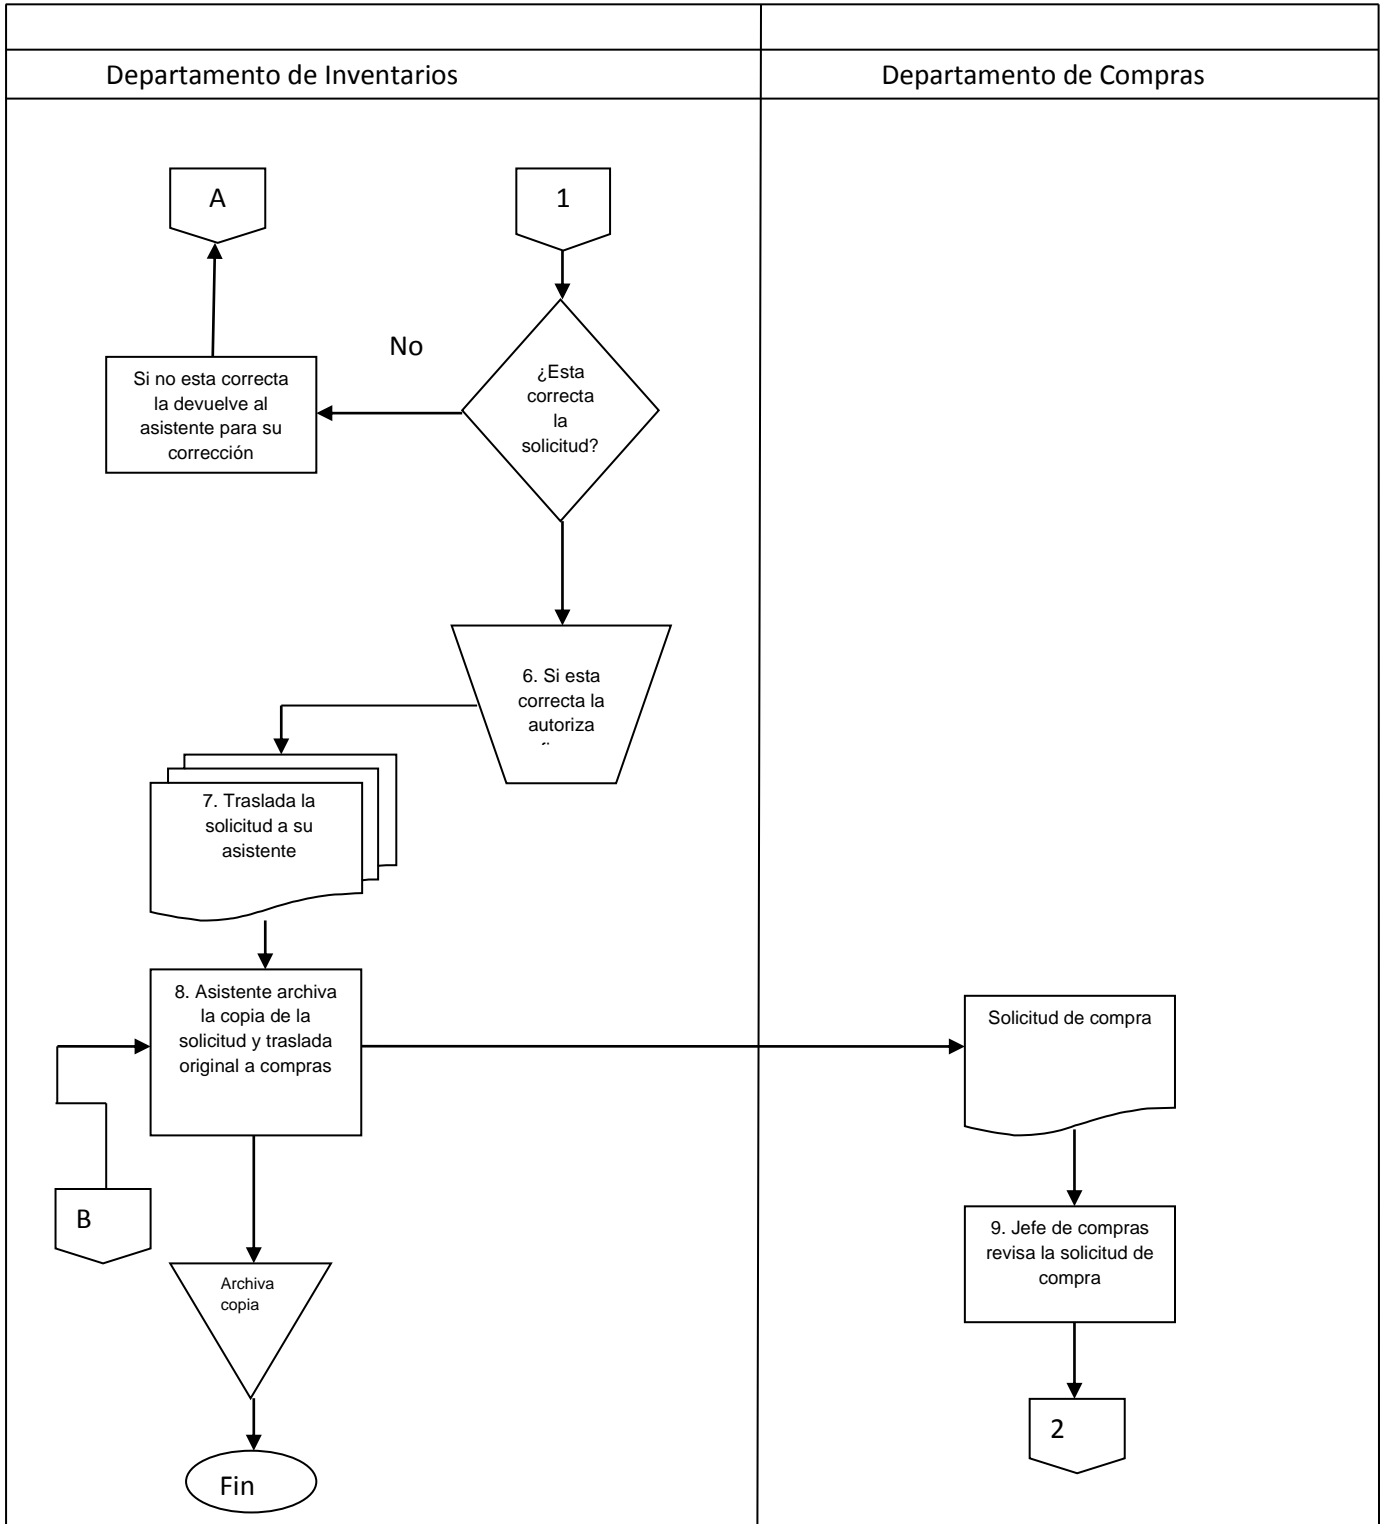 Departamento de Inventarios
Departamento de Compras
A
1
No
¿Esta
correcta
la
solicitud?
Si no esta correcta
la devuelve al
asistente para su
corrección
6. Si esta
correcta la
autoriza
7. Traslada la
solicitud a su
asistente
8. Asistente archiva
la copia de la
solicitud y traslada
original a compras
Solicitud de compra
B
9. Jefe de compras
revisa la solicitud de
compra
Archiva
copia
2
Fin